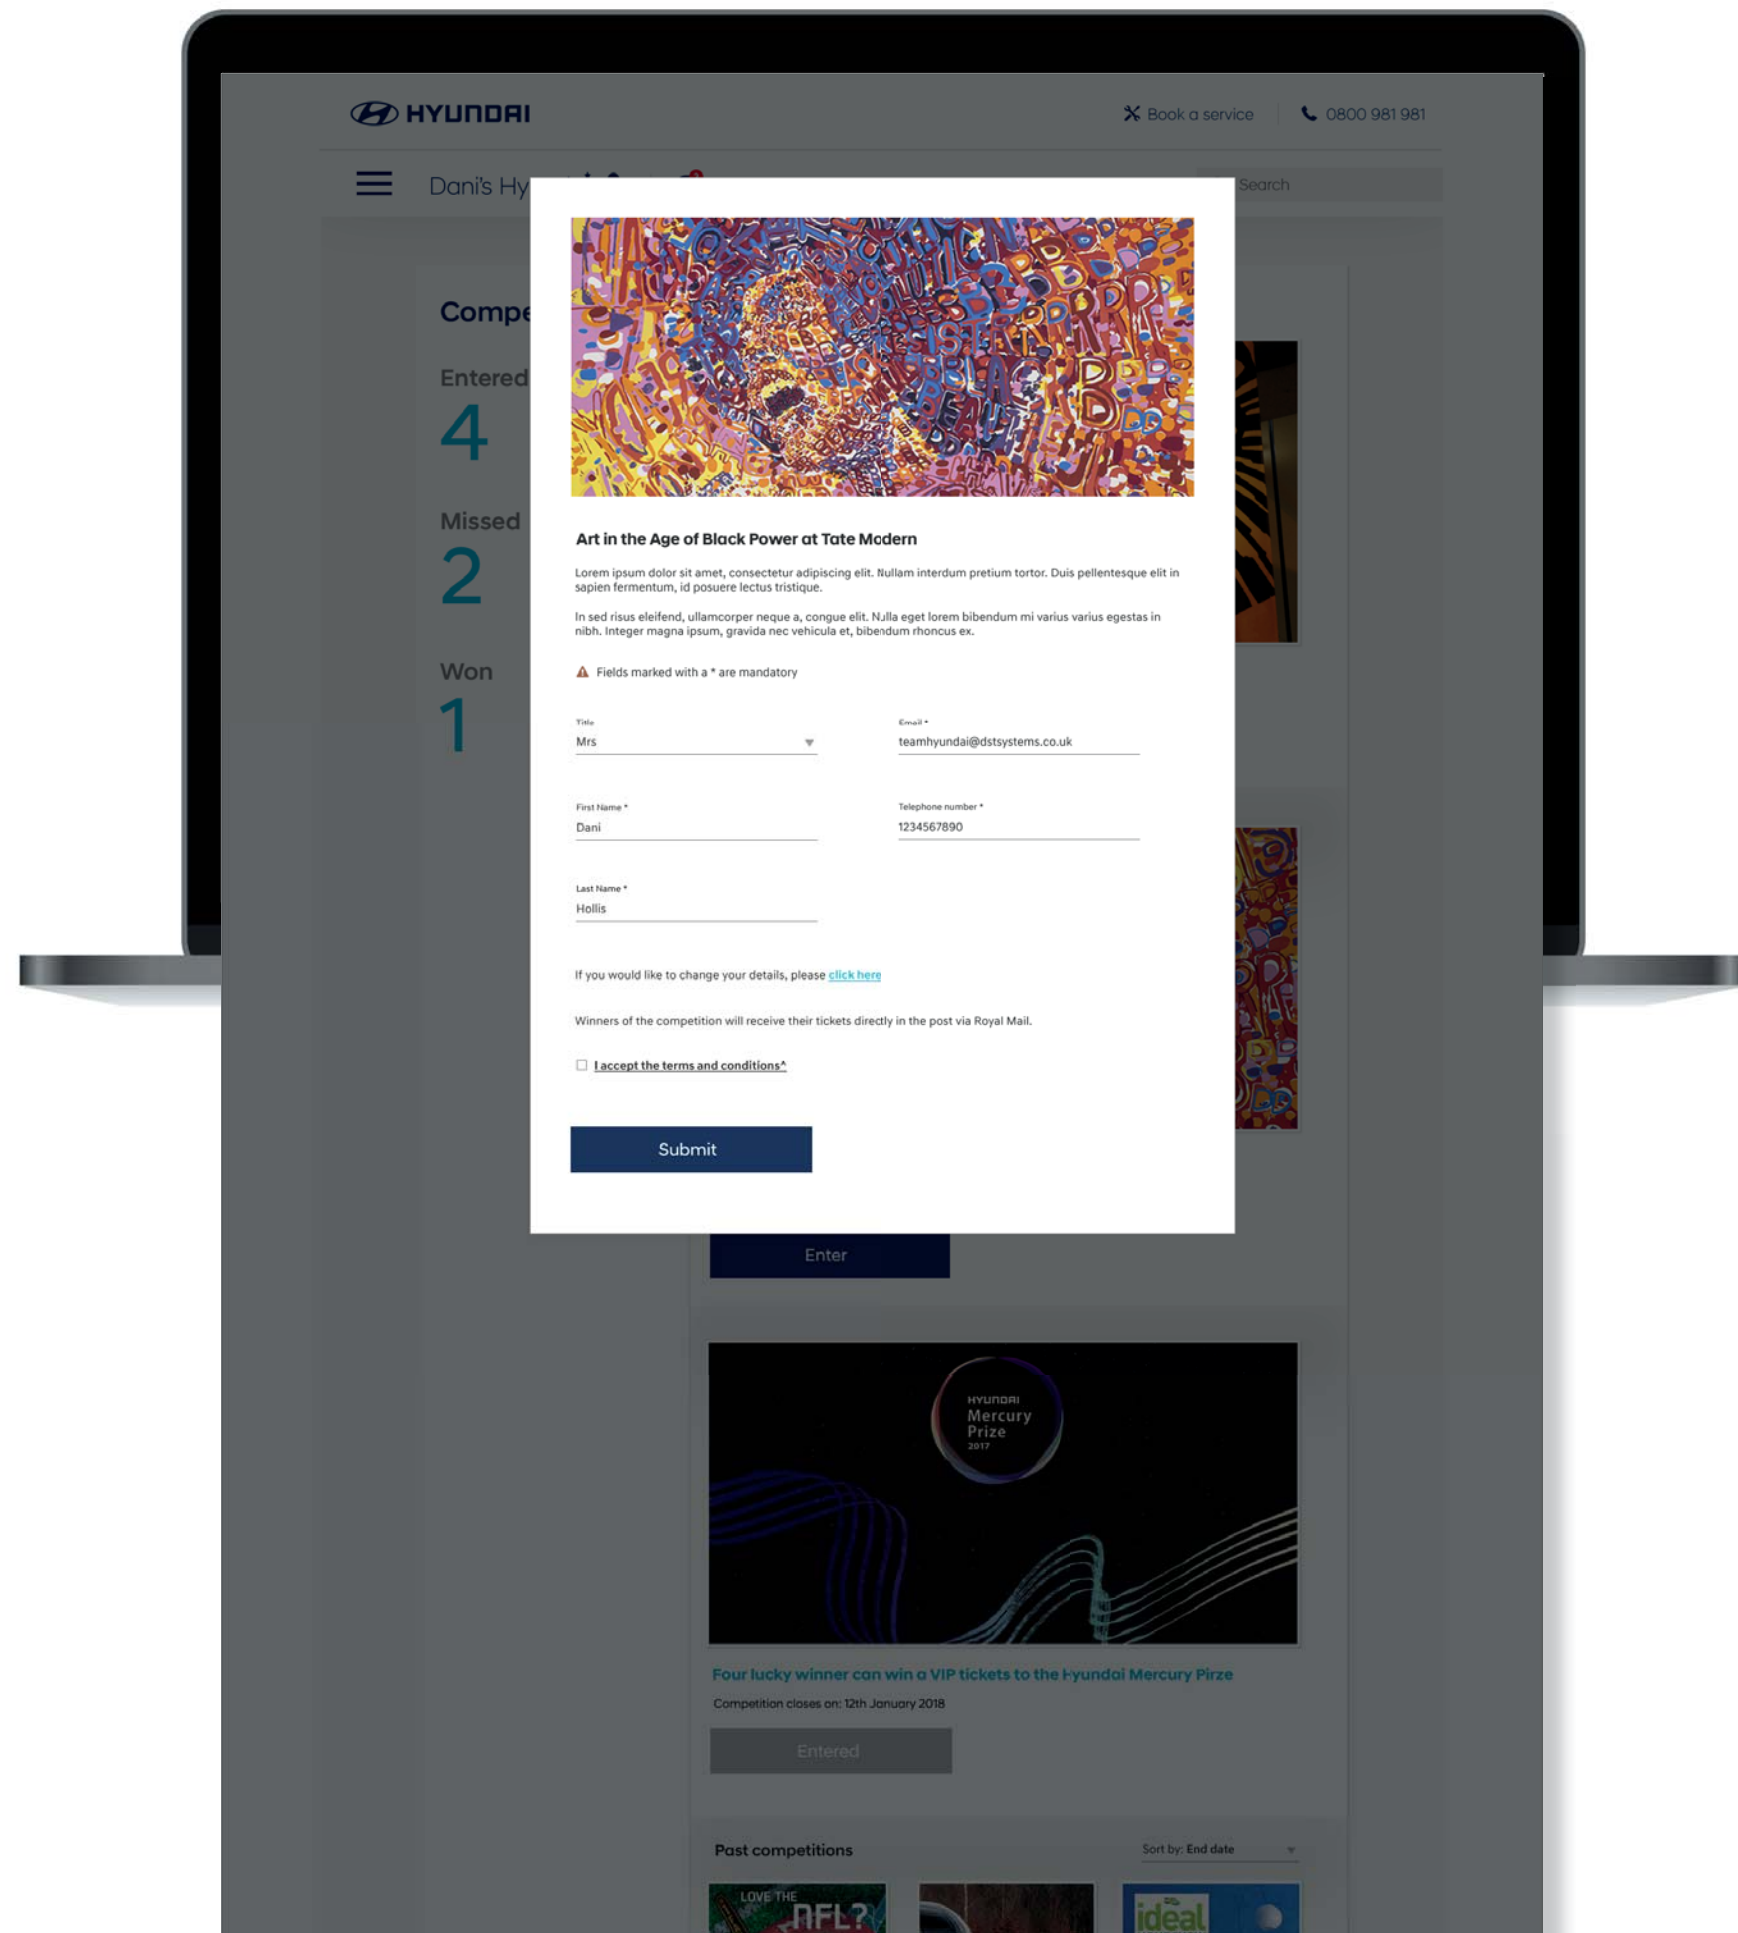 HYUNDAI
Book a service
0800 981 981
Dani's Hy
Search
Compe
Entered
4
Missed
2
Won
1
Art in the Age of Black Power at Tate Modern
Lorem ipsum dolor sit amet, consectetur adipiscing elit. Nullam interdum pretium tortor. Duis pellentesque elit in
sapien fermentum, id posuere lectus tristique.
In sed risus eleifend, ullamcorper neque a, congue elit. Nulla eget lorem bibendum mi varius varius egestas in
nibh. Integer magna ipsum, gravida nec vehicula et, bibendum rhoncus ex.
Fields marked with a * are mandatory
Title
Mrs
Email *
teamhyundai@dstsystems.co.uk
First Name *
Dani
Telephone number *
1234567890
Last Name *
Hollis
If you would like to change your details, please click here
Winners of the competition will receive their tickets directly in the post via Royal Mail.
I accept the terms and conditions^
Submit
Enter
HYUNDAI
Mercury
Prize
2017
Four lucky winner can win a VIP tickets to the Hyundai Mercury Pirze
Competition closes on: 12th January 2018
Entered
Past competitions
Sort by: End date
LOVE THE
NFL?
ideal